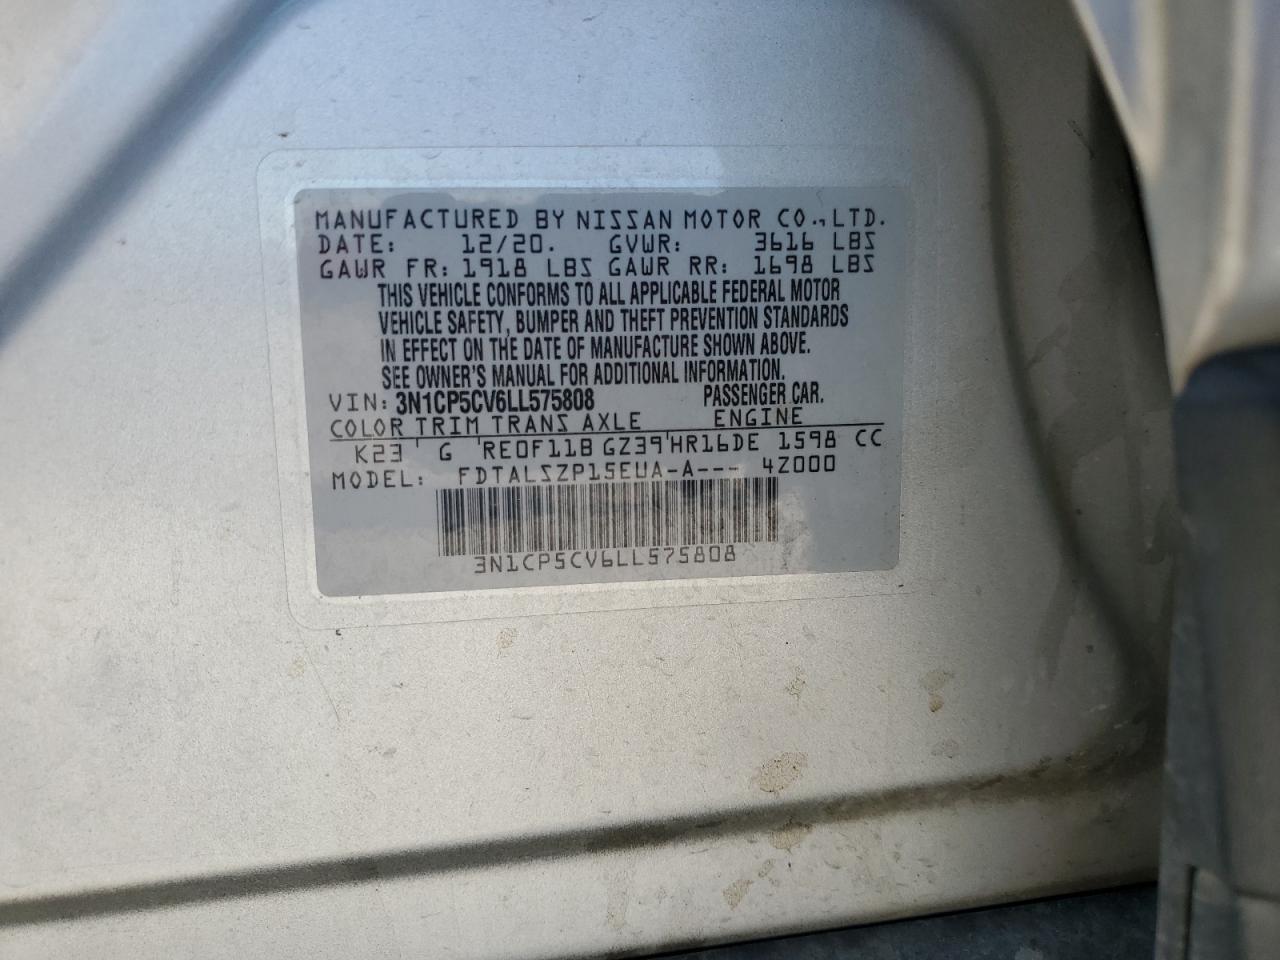 MANUFACTURED BY NISSAN MOTOR CO.,LTD.
DATE: 12/20. GVWR: 3616 LBS
GAWR FR: 1918 LBS GAWR RR: 1698 LBS
THIS VEHICLE CONFORMS TO ALL APPLICABLE FEDERAL MOTOR
VEHICLE SAFETY, BUMPER AND THEFT PREVENTION STANDARDS
IN EFFECT ON THE DATE OF MANUFACTURE SHOWN ABOVE.
SEE OWNER'S MANUAL FOR ADDITIONAL INFORMATION.
VIN: 3N1CP5CV6LL575808 PASSENGER CAR.
COLOR TRIM TRANS AXLE ENGINE
K23 ' G 'RE0F11B GZ39'HR16DE 1598 CC
MODEL: FDTALSZP15EUA-A--- 4Z000
3N1CP5CV6LL575808